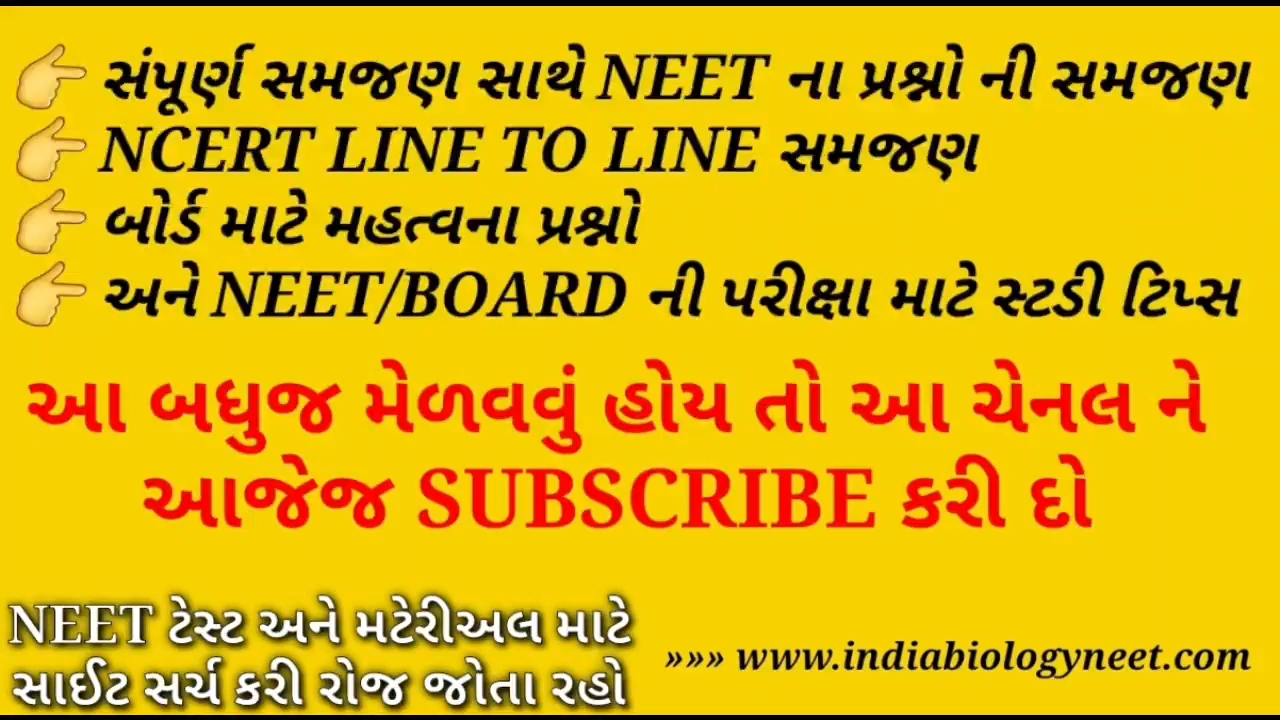 👉 સંપૂર્ણ સમજણ સાથે NEET ના પ્રશ્નો ની સમજણ
👉 NCERT LINE TO LINE સમજણ
👉 બોર્ડ માટે મહત્વના પ્રશ્નો
👉 અને NEET/BOARD ની પરીક્ષા માટે સ્ટડી ટિપ્સ
આ બધુજ મેળવવું હોય તો આ ચેનલ ને
આજેજ SUBSCRIBE કરી દો
NEET ટેસ્ટ અને મટેરીઅલ માટે
સાઈટ સર્ચ કરી રોજ જોતા રહો
»»» www.indiabiologyneet.com